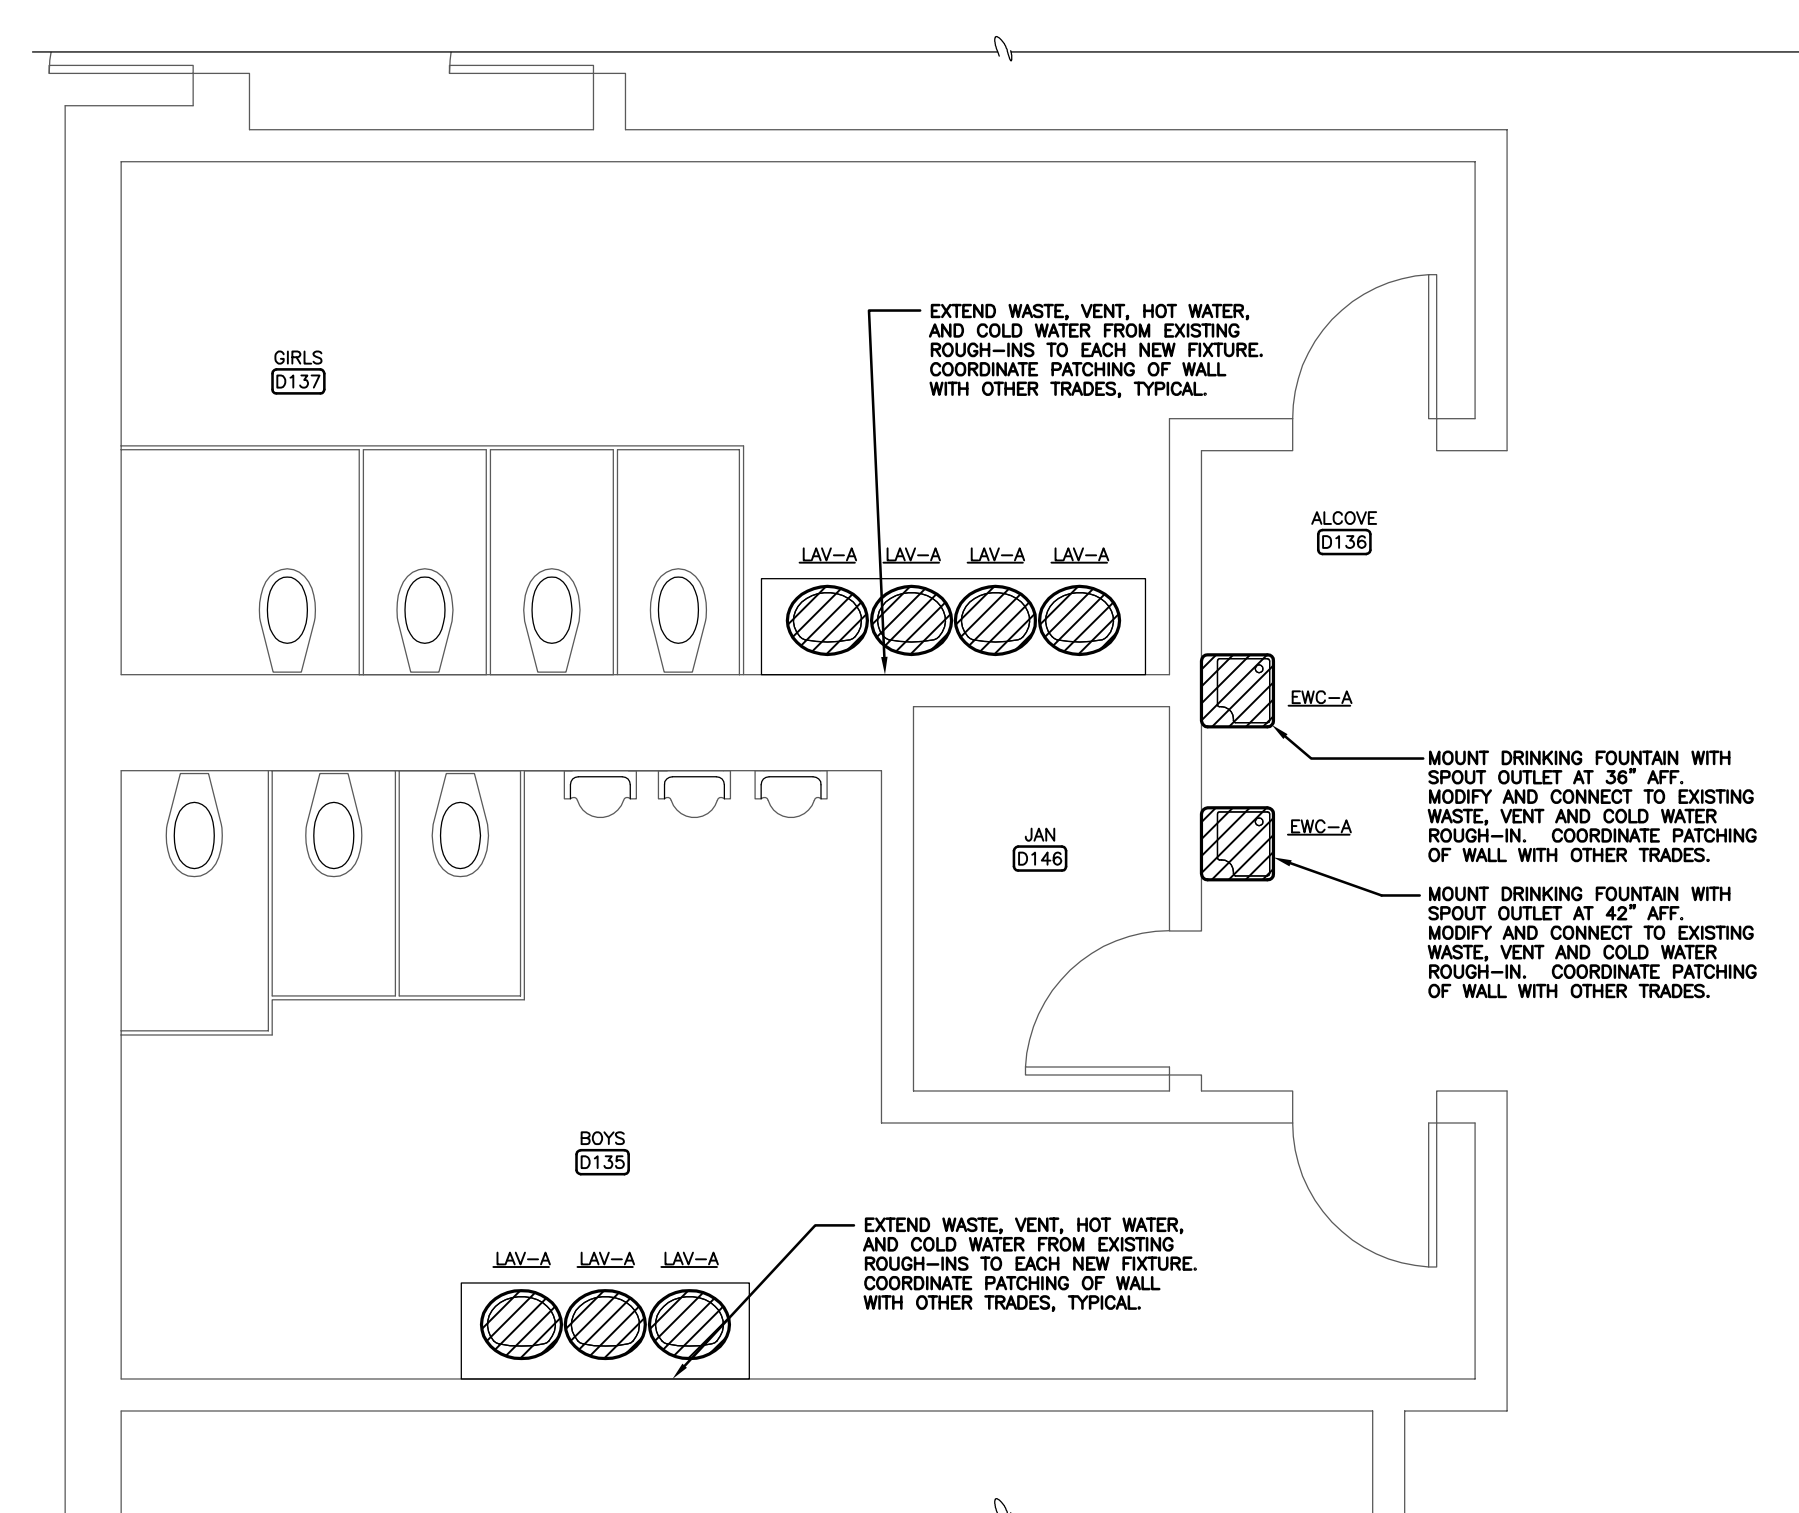 EXTEND WASTE, VENT, HOT WATER,
AND COLD WATER FROM EXISTING
ROUGH-INS TO EACH NEW FIXTURE.
COORDINATE PATCHING OF WALL
WITH OTHER TRADES, TYPICAL.
GIRLS
D137
ALCOVE
D136
LAV-A LAV-A LAV-A LAV-A
EWC-A
MOUNT DRINKING FOUNTAIN WITH
SPOUT OUTLET AT 36" AFF.
MODIFY AND CONNECT TO EXISTING
WASTE, VENT AND COLD WATER
ROUGH-IN. COORDINATE PATCHING
OF WALL WITH OTHER TRADES.
EWC-A
JAN
D146
MOUNT DRINKING FOUNTAIN WITH
SPOUT OUTLET AT 42" AFF.
MODIFY AND CONNECT TO EXISTING
WASTE, VENT AND COLD WATER
ROUGH-IN. COORDINATE PATCHING
OF WALL WITH OTHER TRADES.
BOYS
D135
EXTEND WASTE, VENT, HOT WATER,
AND COLD WATER FROM EXISTING
ROUGH-INS TO EACH NEW FIXTURE.
COORDINATE PATCHING OF WALL
WITH OTHER TRADES, TYPICAL.
LAV-A LAV-A LAV-A